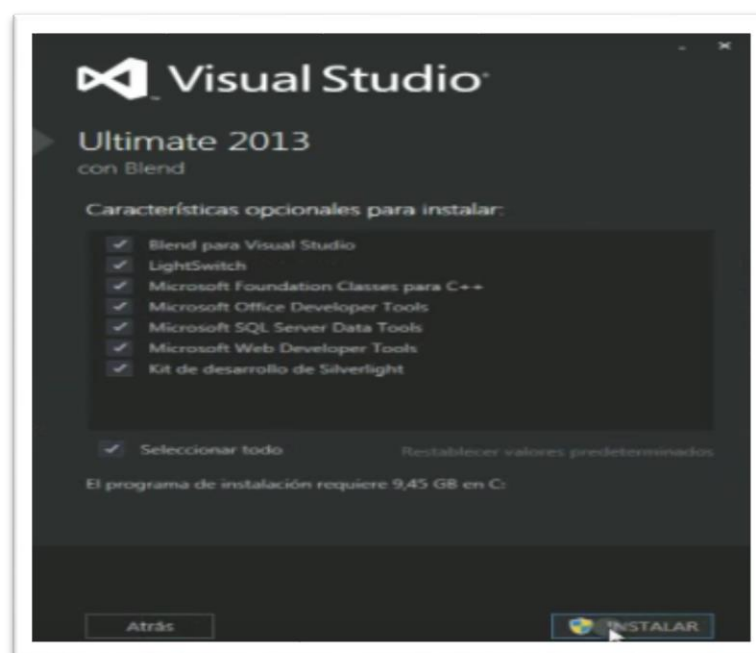 Visual Studio
Ultimate 2013
con Blend
Características opcionales para instalar:
Blend para Visual Studio
LightSwitch
Microsoft Foundation Classes para C++
Microsoft Office Developer Tools
Microsoft SQL Server Data Tools
Microsoft Web Developer Tools
Kit de desarrollo de Silverlight
Seleccionar todo
Restablecer valores predeterminados
El programa de instalación requiere 9,45 GB en C:
Atrás
INSTALAR